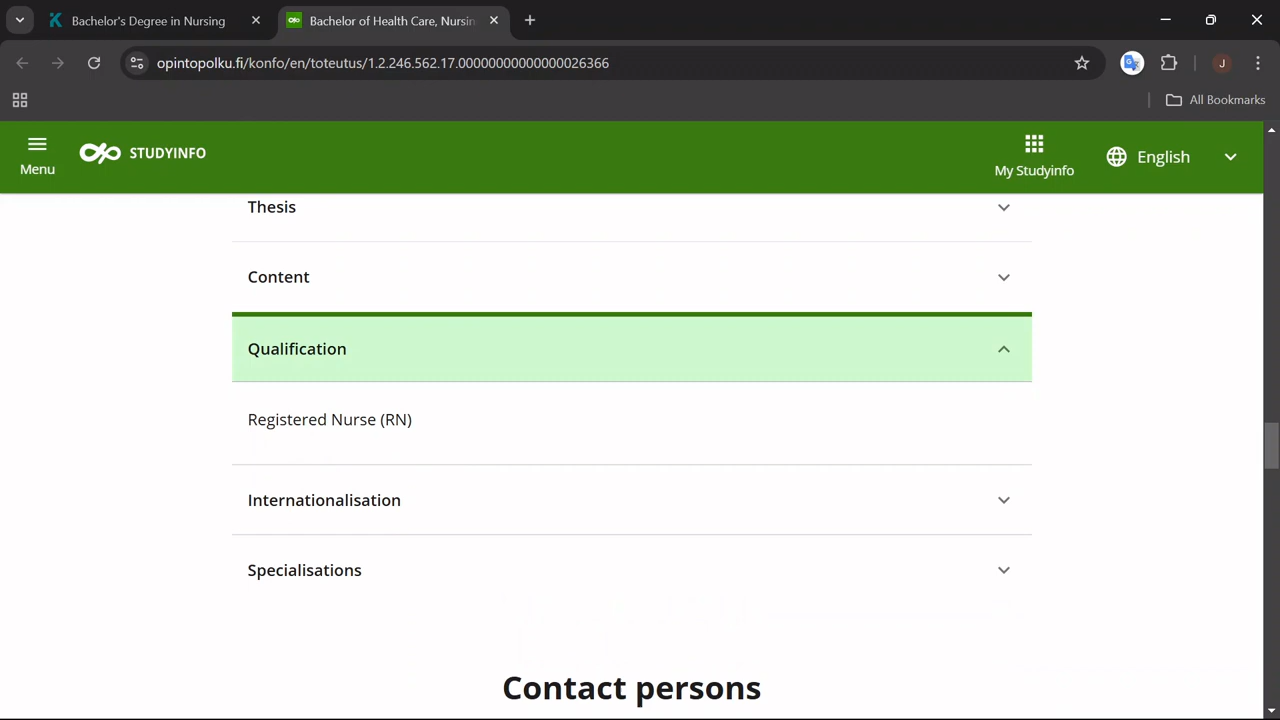 Bachelor's Degree in Nursing
Bachelor of Health Care, Nursin
opintopolku.fi/konfo/en/toteutus/1.2.246.562.17.00000000000000026366
J
All Bookmarks
Menu
STUDYINFO
My Studyinfo
English
Thesis
Content
Qualification
Registered Nurse (RN)
Internationalisation
Specialisations
Contact persons